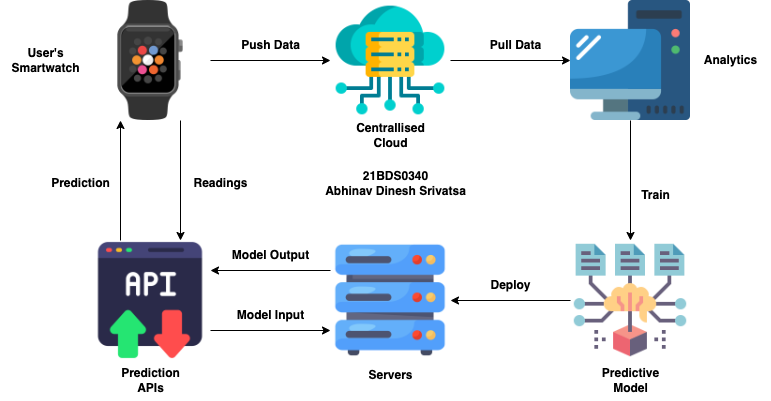 User's
Smartwatch
Push Data
Pull Data
Analytics
Centrallised
Cloud
21BDS0340
Abhinav Dinesh Srivatsa
Prediction
Readings
Train
API
Model Output
Model Input
Deploy
Prediction
APIs
Servers
Predictive
Model